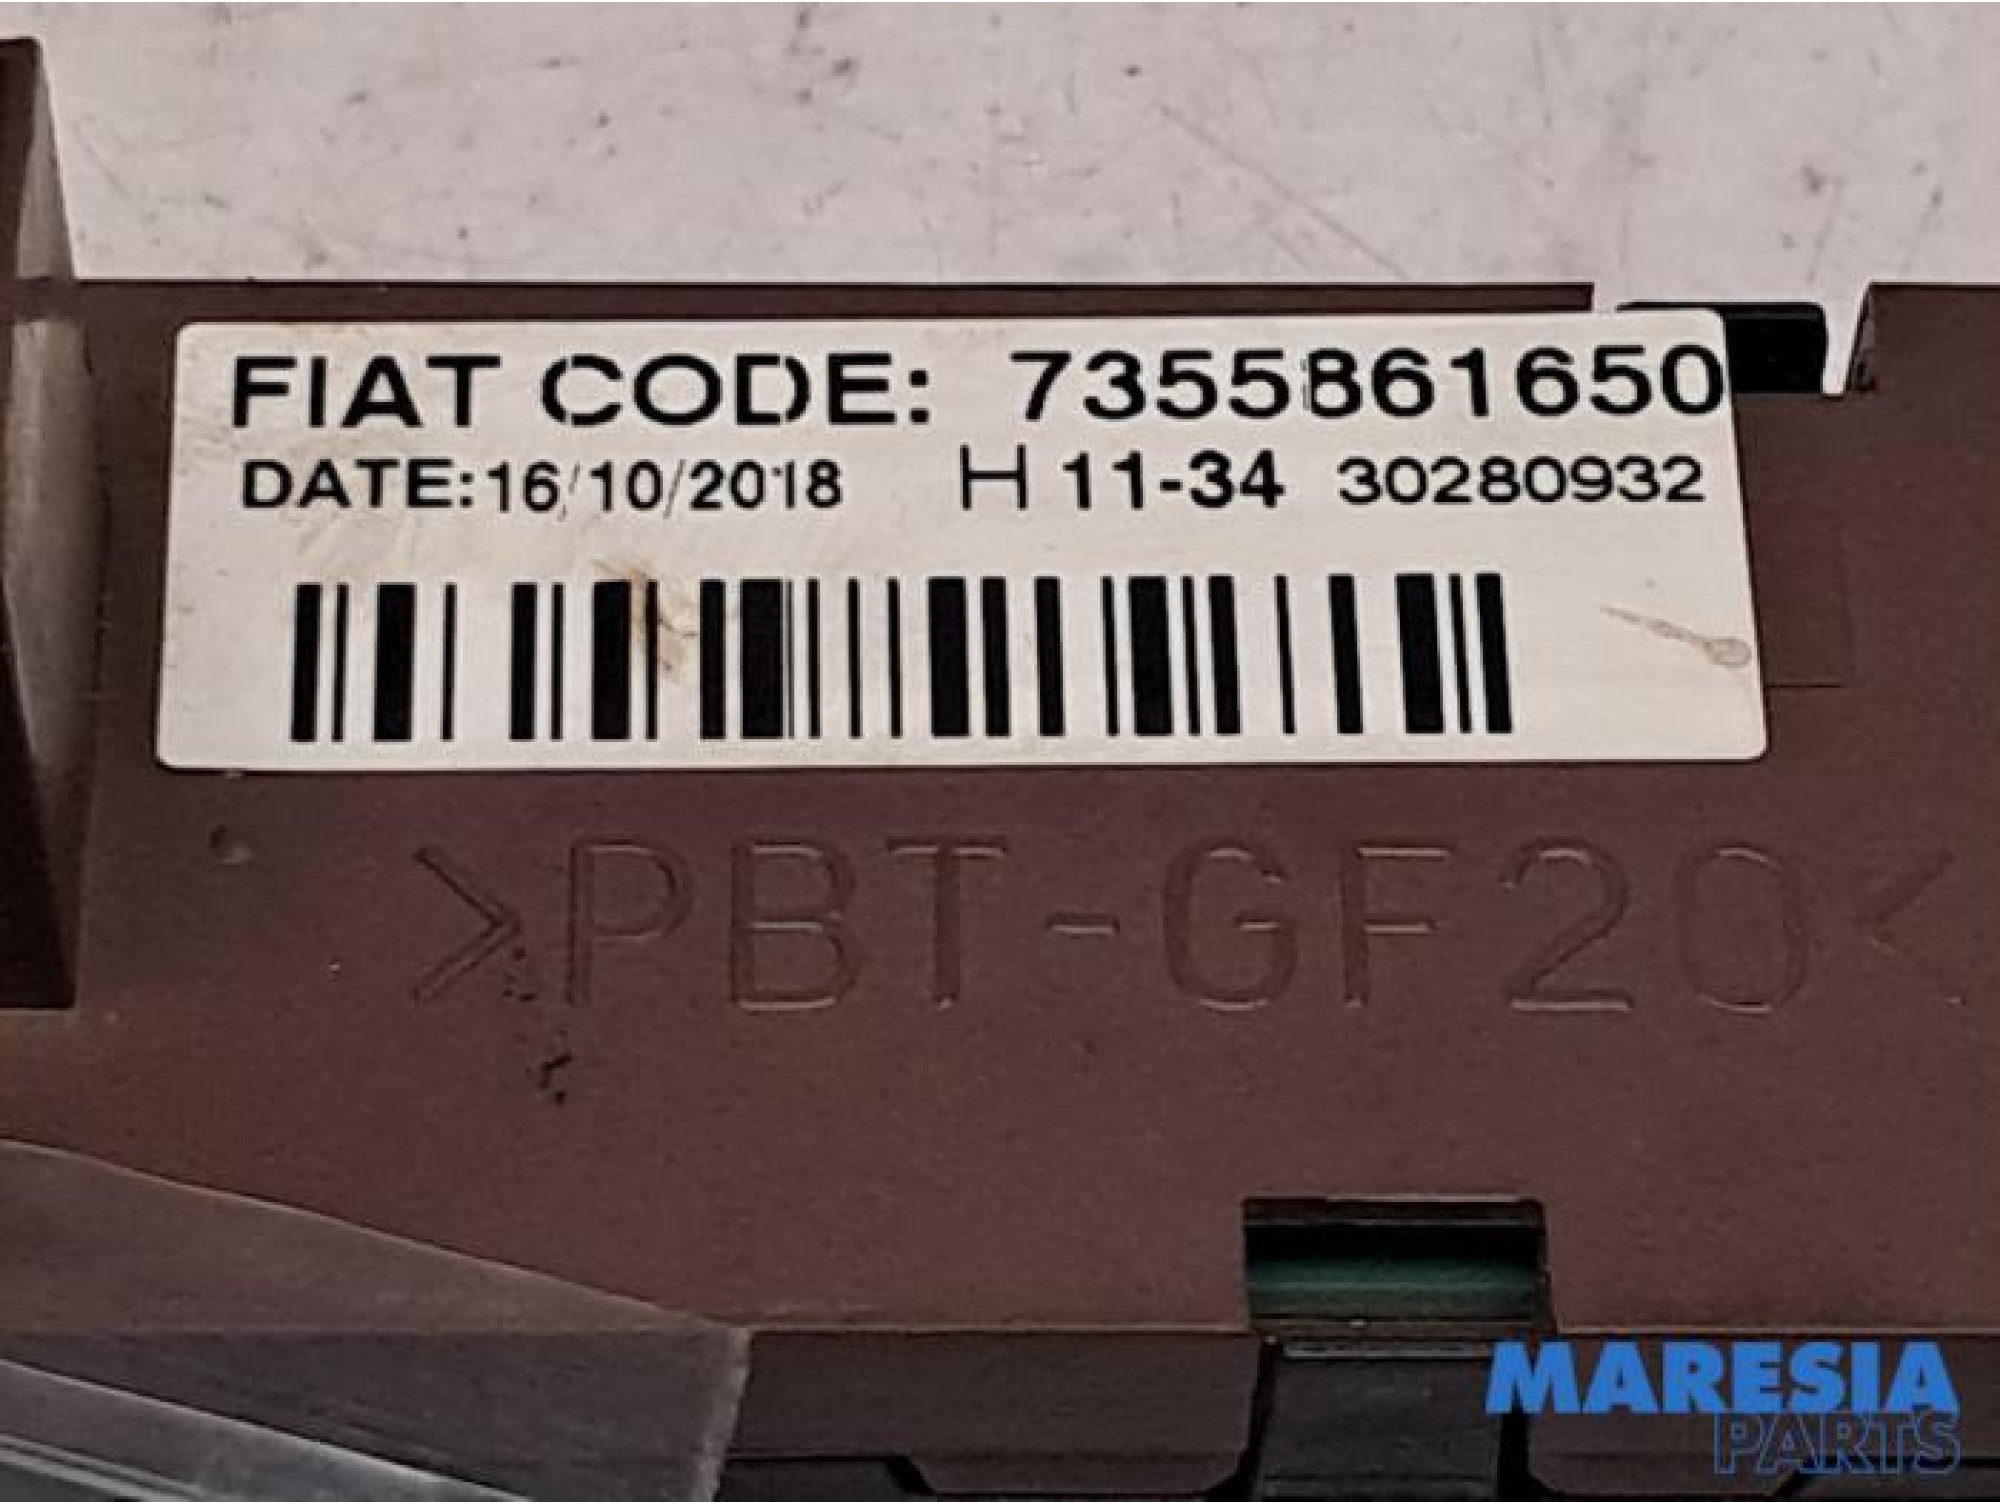 FIAT CODE: 7355861650
DATE:16/10/2018 H 11-34 30280932
>PBT-GF20<
MARESIA
PARTS